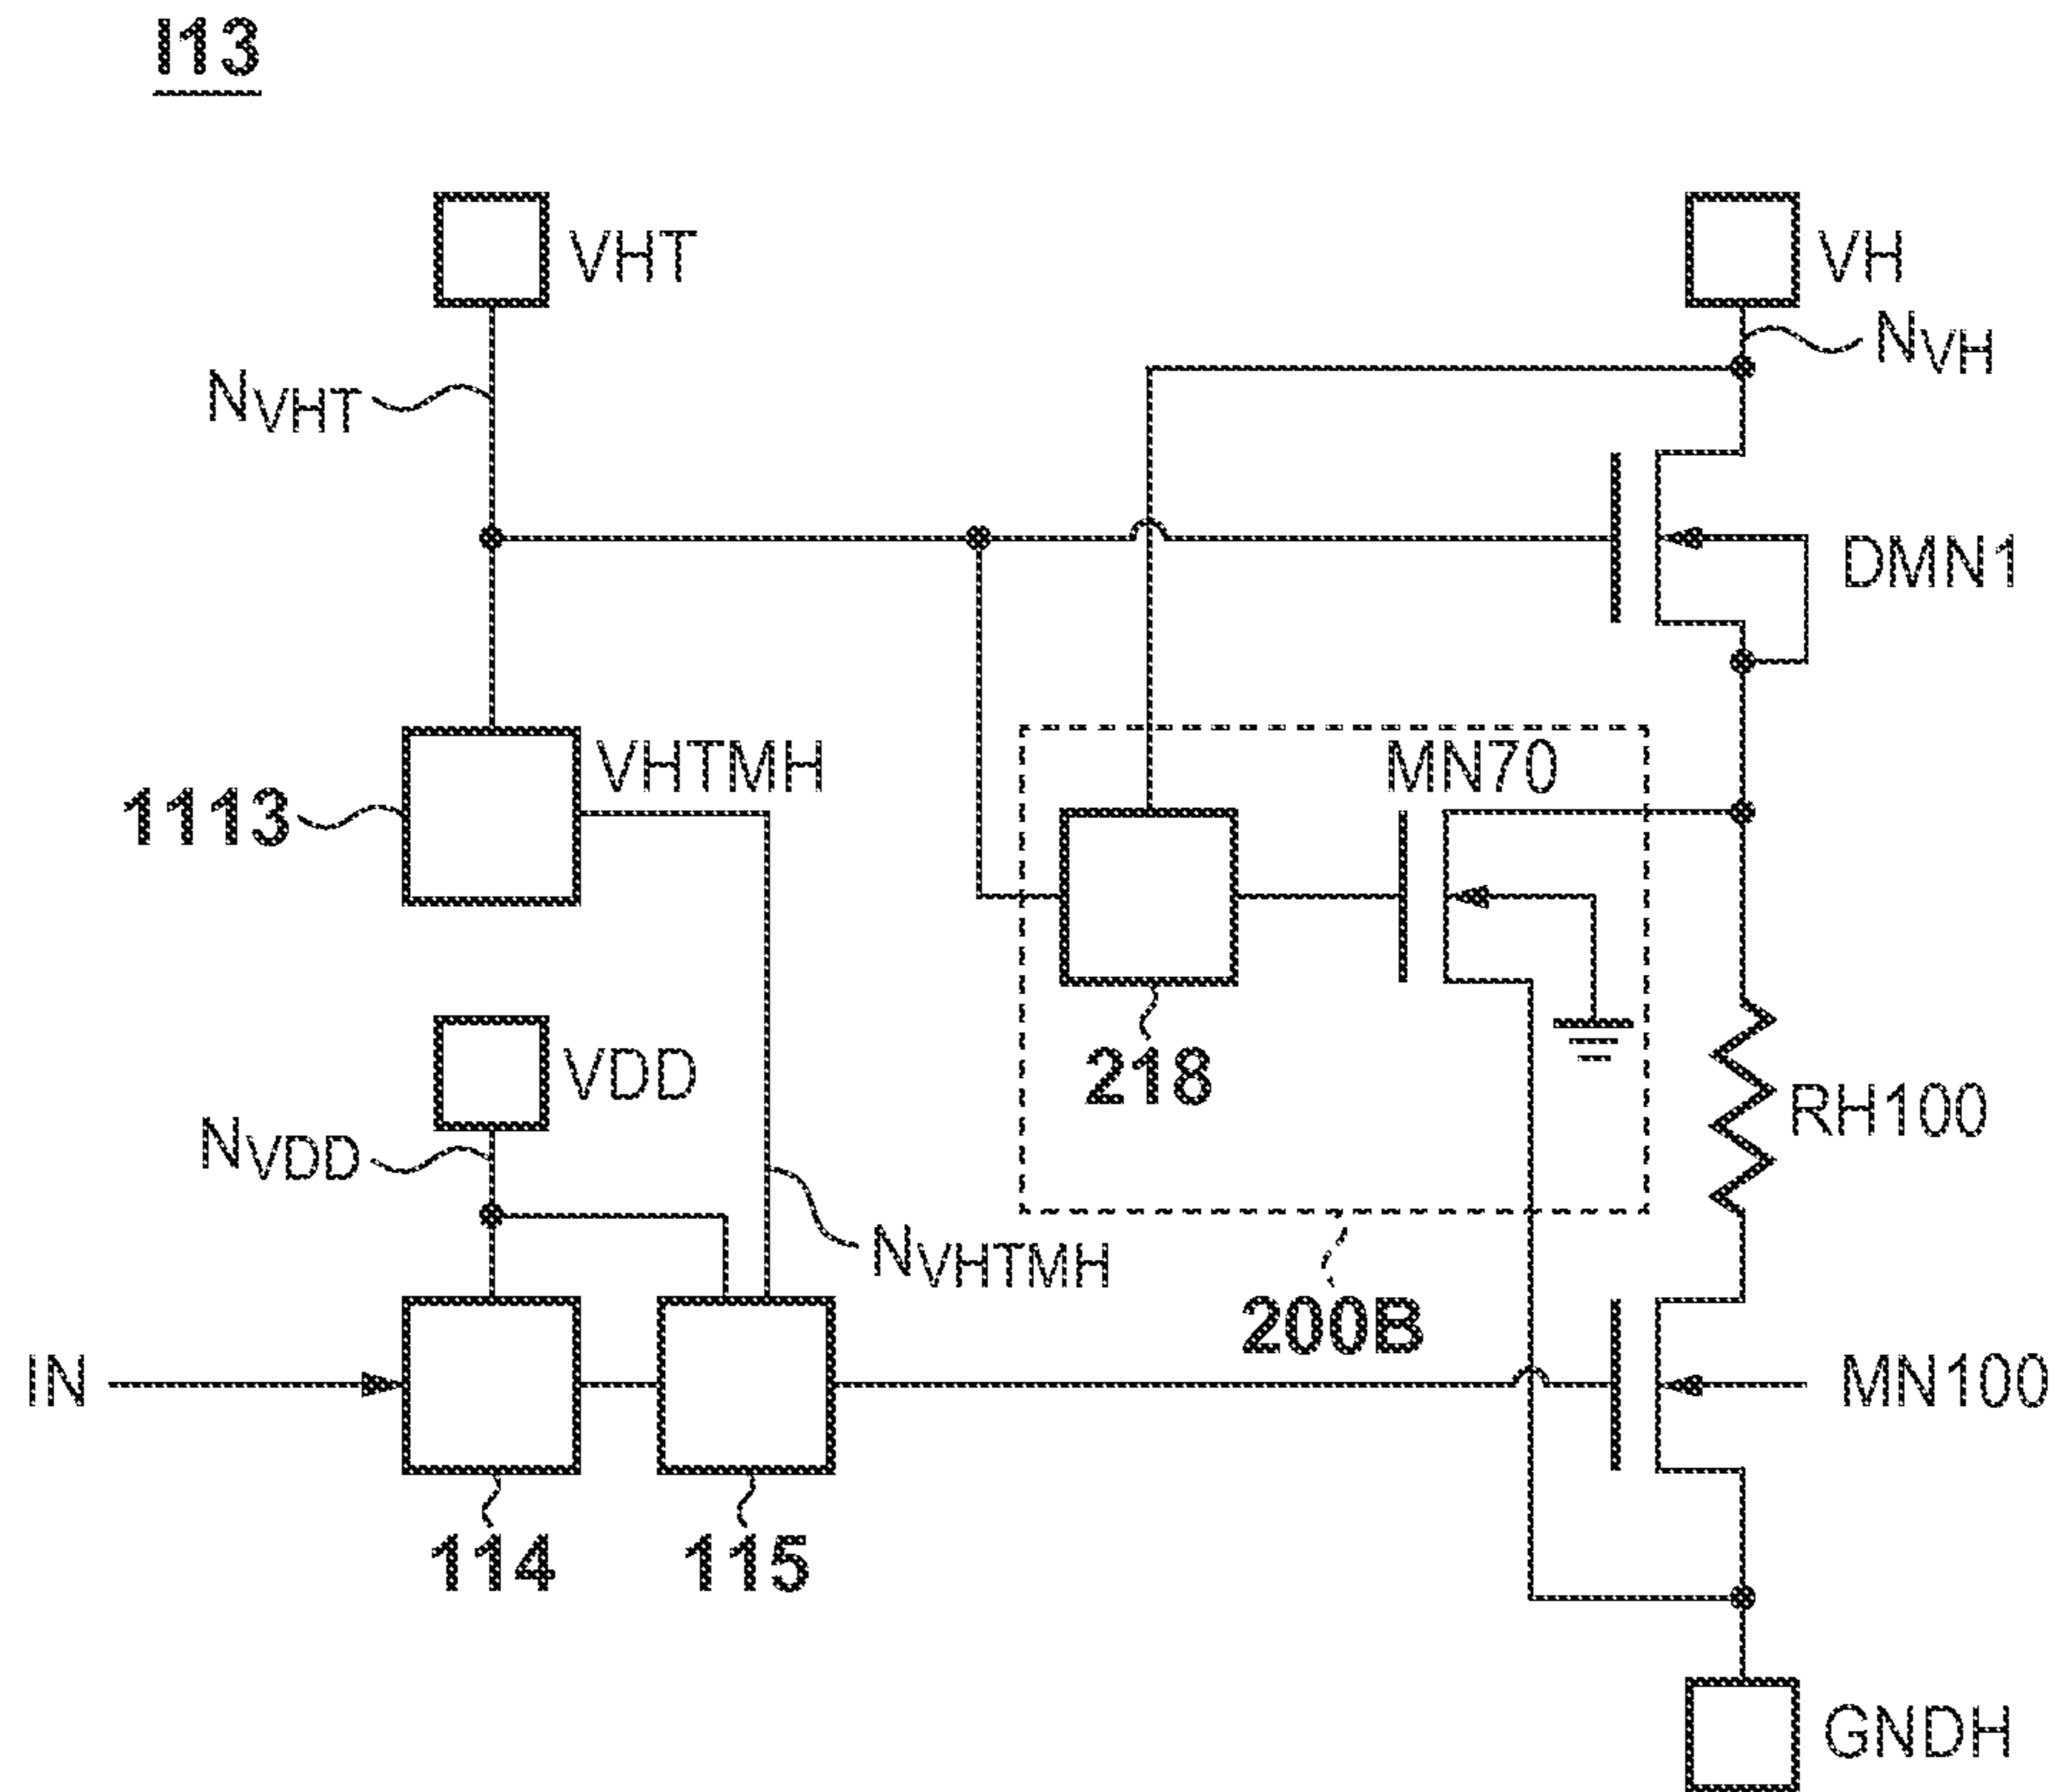 I13
VHT
VH
NVH
NVHT
DMN1
VHTMH
MN70
1113
218
VDD
NVDD
RH100
NVHTMH
200B
IN
MN100
114
115
GNDH